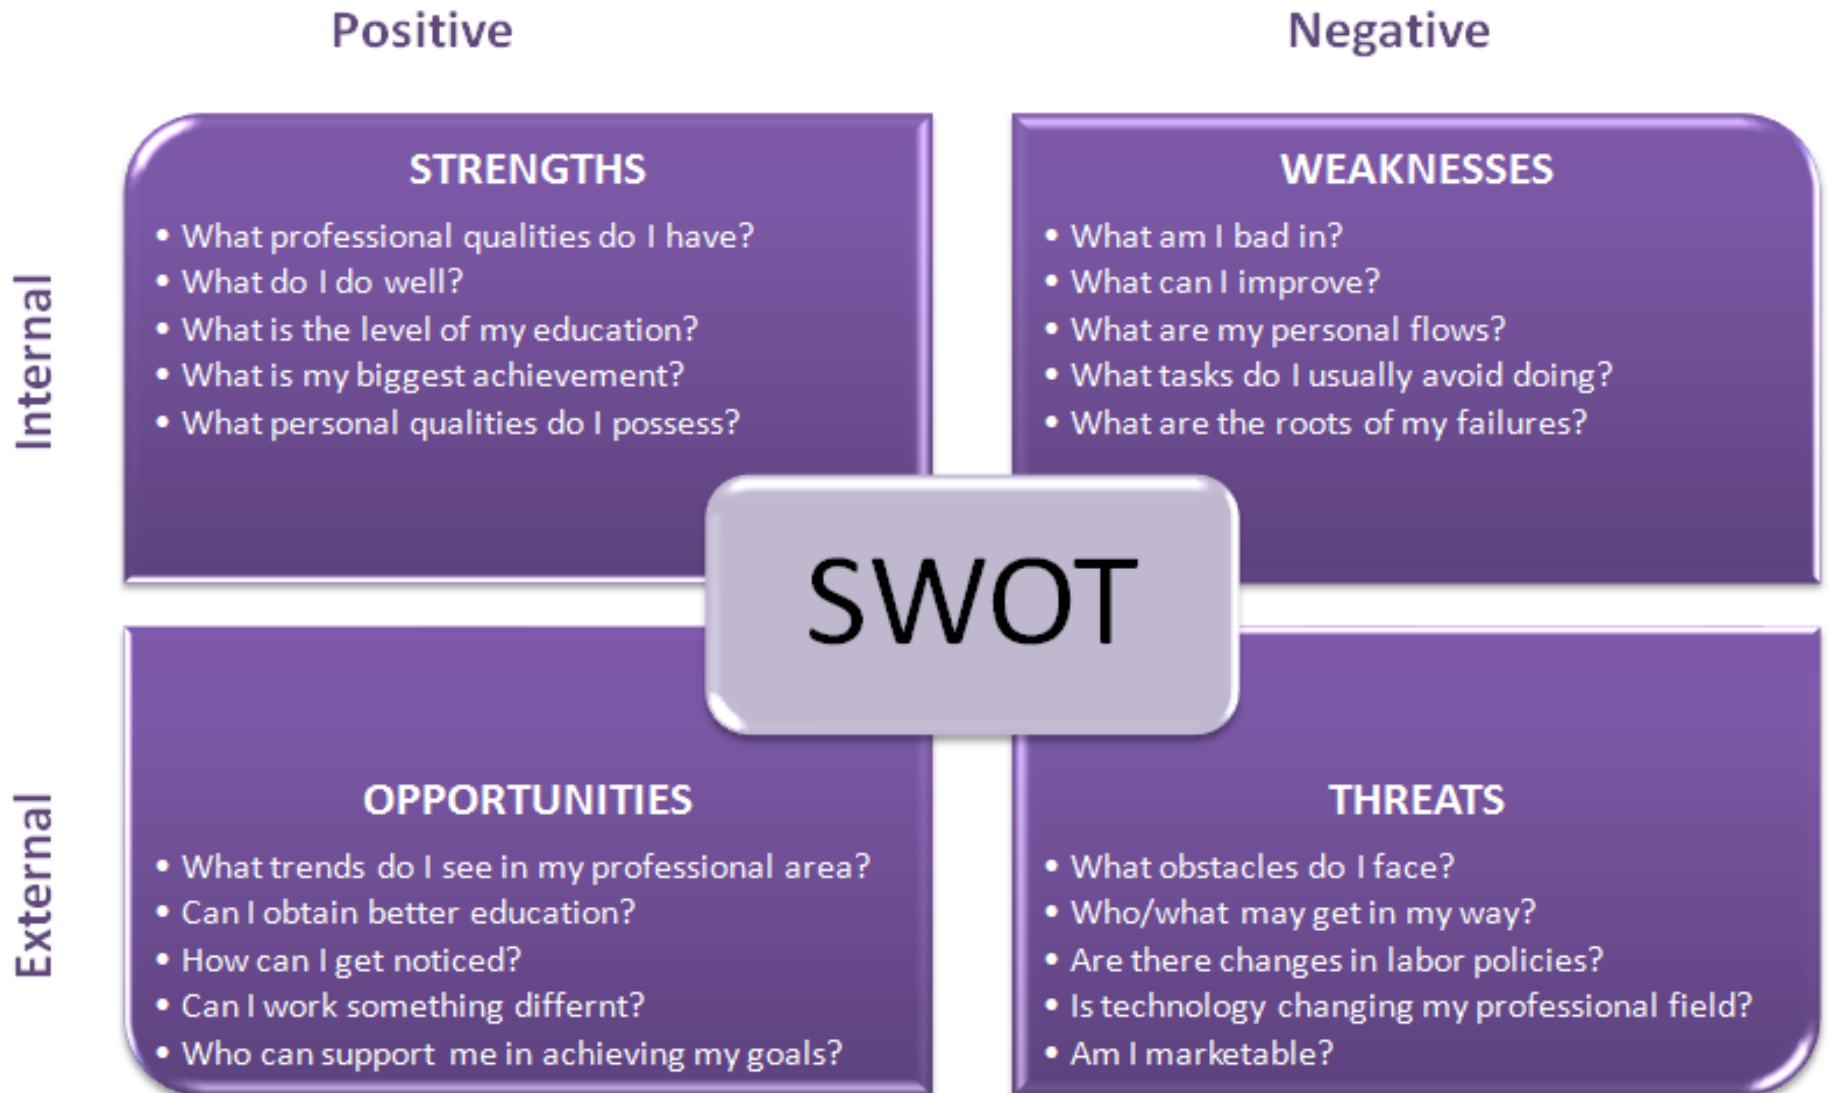 Positive
Negative
Internal
STRENGTHS
• What professional qualities do I have?
• What do I do well?
• What is the level of my education?
• What is my biggest achievement?
• What personal qualities do I possess?
WEAKNESSES
• What am I bad in?
• What can I improve?
• What are my personal flows?
• What tasks do I usually avoid doing?
• What are the roots of my failures?
SWOT
External
OPPORTUNITIES
• What trends do I see in my professional area?
• Can I obtain better education?
• How can I get noticed?
• Can I work something differnt?
• Who can support me in achieving my goals?
THREATS
• What obstacles do I face?
• Who/what may get in my way?
• Are there changes in labor policies?
• Is technology changing my professional field?
• Am I marketable?